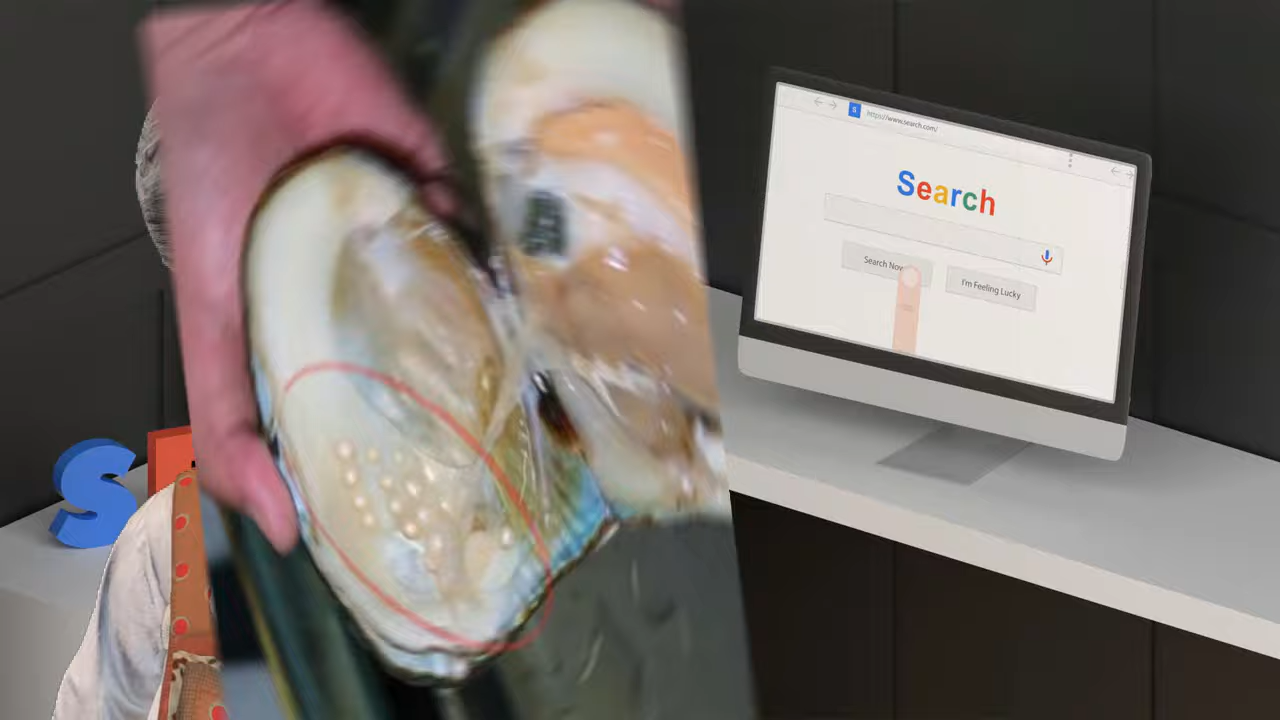 S
https://www.search.com/
Search
Search Now
I'm Feeling Lucky
S